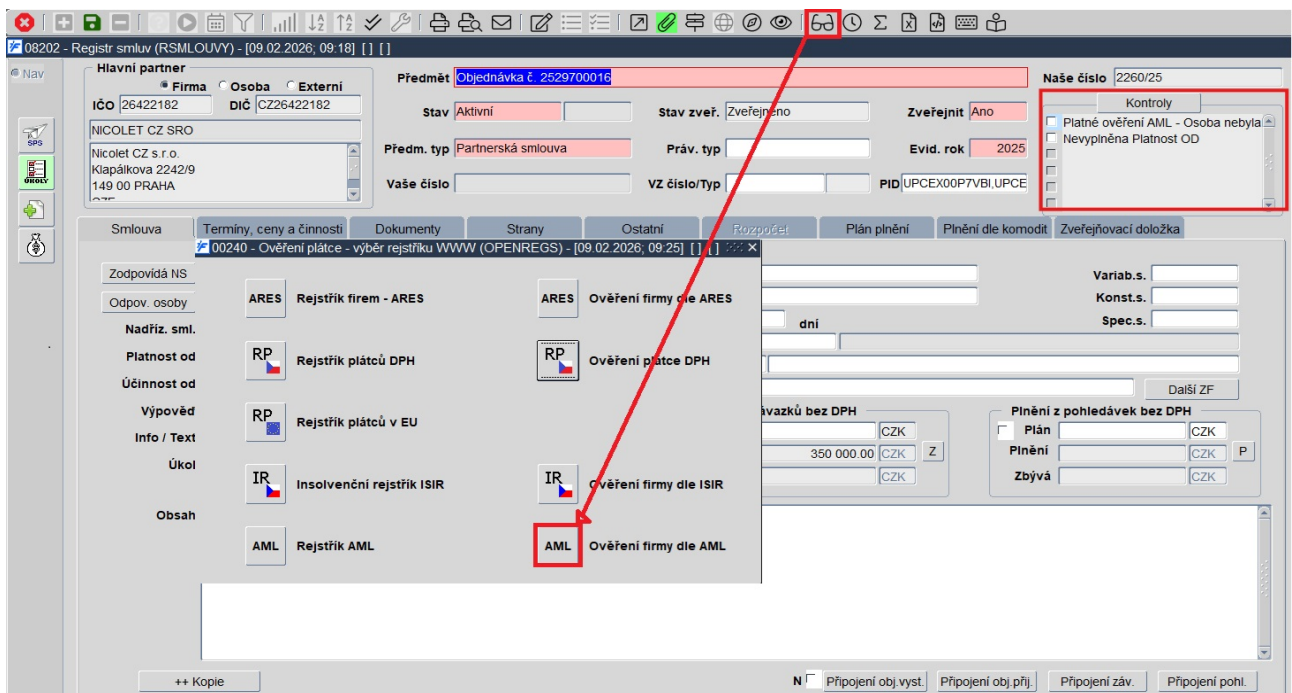 08202 - Registr smluv (RSMLOUVY) - [09.02.2026; 09:18] [ ] [ ]
Nav
Hlavní partner
Firma Osoba Externí
IČO 26422182 DIČ CZ26422182
NICOLET CZ SRO
Nicolet CZ s.r.o.
Klapálkova 2242/9
149 00 PRAHA
Předmět Objednávka č. 2529700016
Naše číslo 2260/25
Stav Aktivní Stav zveř. Zveřejněno Zveřejnit Ano
Předm. typ Partnerská smlouva Práv. typ Evid. rok 2025
Vaše číslo VZ číslo/Typ PID UPCEX00P7VBI,UPCE
Kontroly
Platné ověření AML - Osoba nebyla
Nevyplněna Platnost OD
SPS
ÚKOLY
Smlouva Termíny, ceny a činnosti Dokumenty Strany Ostatní Rozpočet Plán plnění Plnění dle komodit Zveřejňovací doložka
00240 - Ověření plátce - výběr rejstříku WWW (OPENREGS) - [09.02.2026; 09:25] [ ] [ ]
Zodpovídá NS
Odpov. osoby
Nadříz. sml.
Platnost od
Účinnost od
Výpověď
Info / Text
Úkol
Obsah
ARES Rejstřík firem - ARES
ARES Ověření firmy dle ARES
RP Rejstřík plátců DPH
RP Ověření plátce DPH
RP Rejstřík plátců v EU
IR Insolvenční rejstřík ISIR
IR Ověření firmy dle ISIR
AML Rejstřík AML
AML Ověření firmy dle AML
Variab.s.
Konst.s.
dní Spec.s.
Další ZF
bez DPH
CZK
350 000.00 CZK Z
CZK
Plnění z pohledávek bez DPH
Plán CZK
Plnění CZK P
Zbývá CZK
++ Kopie
N Připojení obj.vyst. Připojení obj.přij. Připojení záv. Připojení pohl.